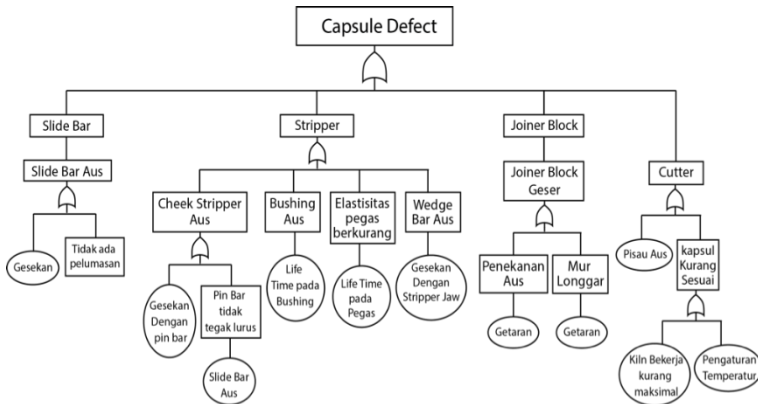 Capsule Defect
Slide Bar
Stripper
Joiner Block
Slide Bar Aus
Joiner Block
Geser
Cutter
Cheek Stripper
Aus
Bushing
Aus
Elastisitas
pegas
berkurang
Wedge
Bar Aus
Gesekan
Tidak ada
pelumasan
Pisau Aus
kapsul
Kurang
Sesuai
Penekanan
Aus
Mur
Longgar
Gesekan
Dengan
pin bar
Pin Bar
tidak
tegak lurus
Life
Time pada
Bushing
Life Time
pada
Pegas
Gesekan
Dengan
Stripper Jaw
Getaran
Getaran
Slide Bar
Aus
Kiln Bekerja
kurang
maksimal
Pengaturan
Temperatur